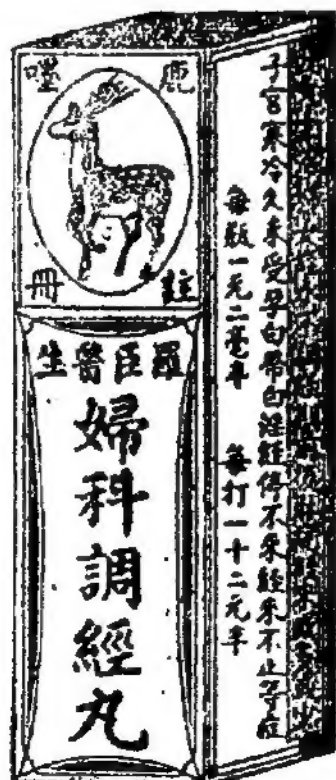 鹿嘜
註冊
羅臣醫生
婦科調經丸
子宮寒冷久未受孕白帶白淫經停不來經來不止等症
每瓶一元二毫半 每打一十二元半